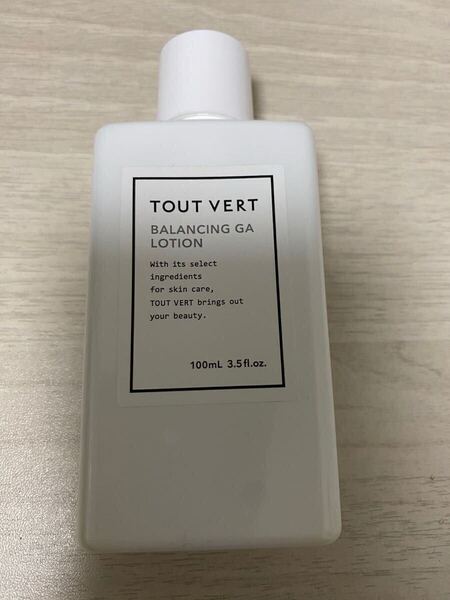 TOUT VERT
BALANCING GA
LOTION
With its select
ingredients
for skin care,
TOUT VERT brings out
your beauty.
100mL 3.5fl.oz.